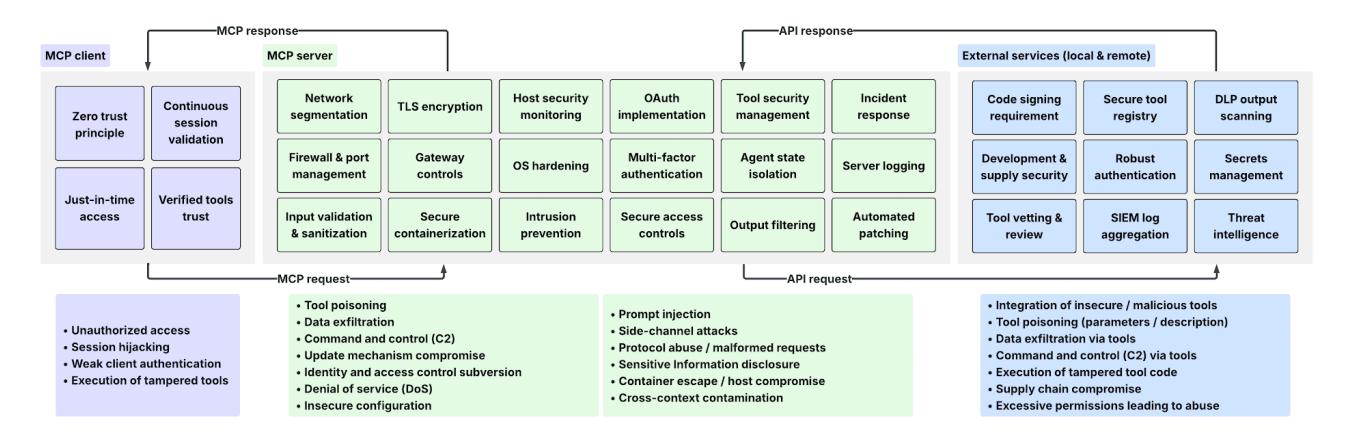 MCP response
API response
MCP client
MCP server
External services (local & remote)
Zero trust
principle
Continuous
session
validation
Just-in-time
access
Verified tools
trust
Network
segmentation
TLS encryption
Host security
monitoring
OAuth
implementation
Tool security
management
Incident
response
Firewall & port
management
Gateway
controls
OS hardening
Multi-factor
authentication
Agent state
isolation
Server logging
Input validation
& sanitization
Secure
containerization
Intrusion
prevention
Secure access
controls
Output filtering
Automated
patching
Code signing
requirement
Secure tool
registry
DLP output
scanning
Development &
supply security
Robust
authentication
Secrets
management
Tool vetting &
review
SIEM log
aggregation
Threat
intelligence
MCP request
API request
• Unauthorized access
• Session hijacking
• Weak client authentication
• Execution of tampered tools
• Tool poisoning
• Data exfiltration
• Command and control (C2)
• Update mechanism compromise
• Identity and access control subversion
• Denial of service (DoS)
• Insecure configuration
• Prompt injection
• Side-channel attacks
• Protocol abuse / malformed requests
• Sensitive Information disclosure
• Container escape / host compromise
• Cross-context contamination
• Integration of insecure / malicious tools
• Tool poisoning (parameters / description)
• Data exfiltration via tools
• Command and control (C2) via tools
• Execution of tampered tool code
• Supply chain compromise
• Excessive permissions leading to abuse